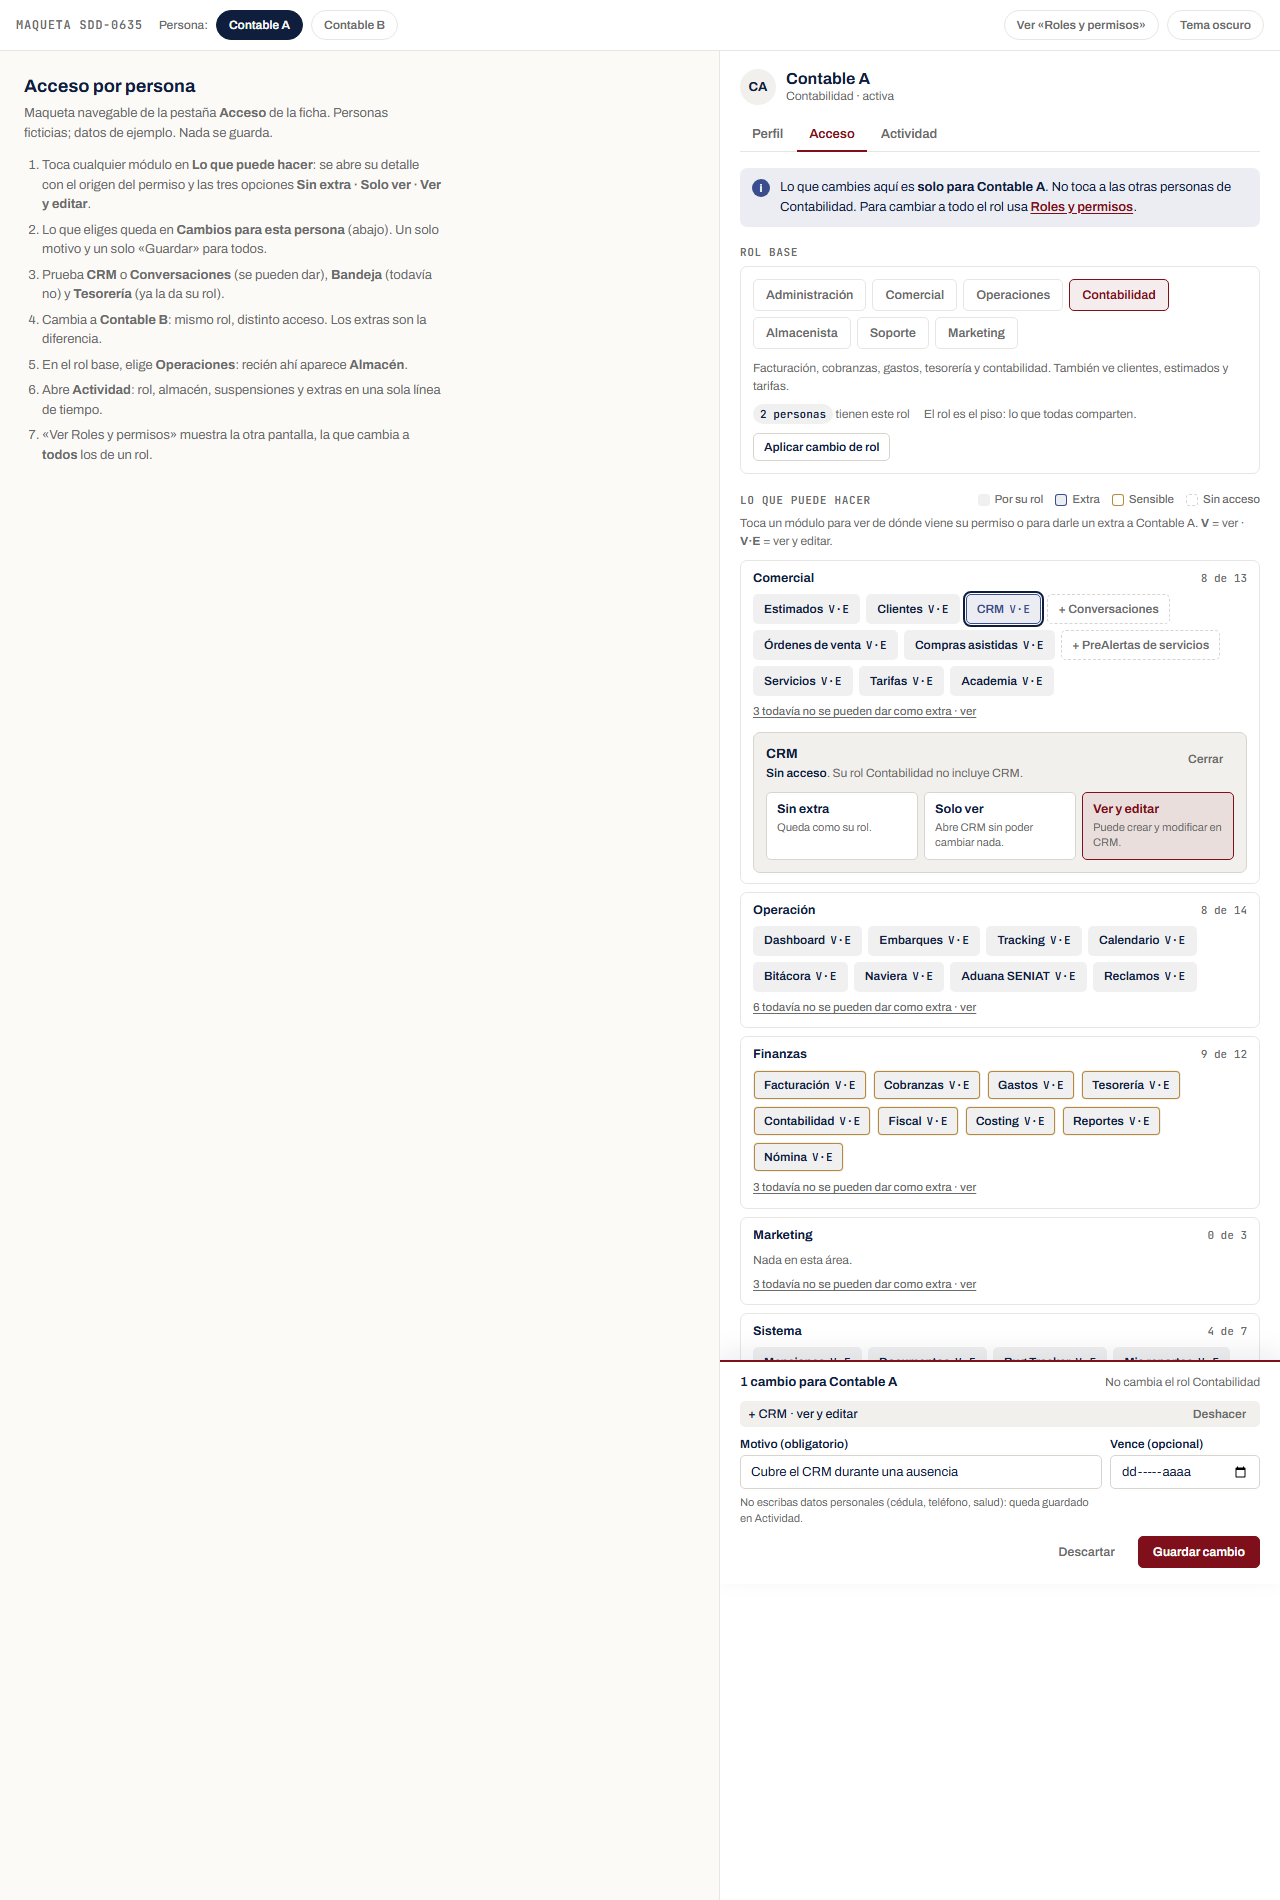 MAQUETA SDD-0635 Persona: Contable A Contable B Ver «Roles y permisos» Tema oscuro
Acceso por persona
Maqueta navegable de la pestaña Acceso de la ficha. Personas
ficticias; datos de ejemplo. Nada se guarda.
1. Toca cualquier módulo en Lo que puede hacer: se abre su detalle
con el origen del permiso y las tres opciones Sin extra · Solo ver · Ver
y editar.
2. Lo que eliges queda en Cambios para esta persona (abajo). Un solo
motivo y un solo «Guardar» para todos.
3. Prueba CRM o Conversaciones (se pueden dar), Bandeja (todavía
no) y Tesorería (ya la da su rol).
4. Cambia a Contable B: mismo rol, distinto acceso. Los extras son la
diferencia.
5. En el rol base, elige Operaciones: recién ahí aparece Almacén.
6. Abre Actividad: rol, almacén, suspensiones y extras en una sola línea
de tiempo.
7. «Ver Roles y permisos» muestra la otra pantalla, la que cambia a
todos los de un rol.
CA
Contable A
Contabilidad · activa
Perfil Acceso Actividad
i
Lo que cambies aquí es solo para Contable A. No toca a las otras personas de
Contabilidad. Para cambiar a todo el rol usa Roles y permisos.
ROL BASE
Administración Comercial Operaciones Contabilidad
Almacenista Soporte Marketing
Facturación, cobranzas, gastos, tesorería y contabilidad. También ve clientes, estimados y
tarifas.
2 personas tienen este rol El rol es el piso: lo que todas comparten.
Aplicar cambio de rol
LO QUE PUEDE HACER Por su rol Extra Sensible Sin acceso
Toca un módulo para ver de dónde viene su permiso o para darle un extra a Contable A. V = ver ·
V·E = ver y editar.
Comercial 8 de 13
Estimados V·E Clientes V·E CRM V·E + Conversaciones
Órdenes de venta V·E Compras asistidas V·E + PreAlertas de servicios
Servicios V·E Tarifas V·E Academia V·E
3 todavía no se pueden dar como extra · ver
CRM Cerrar
Sin acceso. Su rol Contabilidad no incluye CRM.
Sin extra Solo ver Ver y editar
Queda como su rol. Abre CRM sin poder Puede crear y modificar en
cambiar nada. CRM.
Operación 8 de 14
Dashboard V·E Embarques V·E Tracking V·E Calendario V·E
Bitácora V·E Naviera V·E Aduana SENIAT V·E Reclamos V·E
6 todavía no se pueden dar como extra · ver
Finanzas 9 de 12
Facturación V·E Cobranzas V·E Gastos V·E Tesorería V·E
Contabilidad V·E Fiscal V·E Costing V·E Reportes V·E
Nómina V·E
3 todavía no se pueden dar como extra · ver
Marketing 0 de 3
Nada en esta área.
3 todavía no se pueden dar como extra · ver
Sistema 4 de 7
1 cambio para Contable A No cambia el rol Contabilidad
+ CRM · ver y editar Deshacer
Motivo (obligatorio) Vence (opcional)
Cubre el CRM durante una ausencia dd-----aaaa
No escribas datos personales (cédula, teléfono, salud): queda guardado
en Actividad.
Descartar Guardar cambio